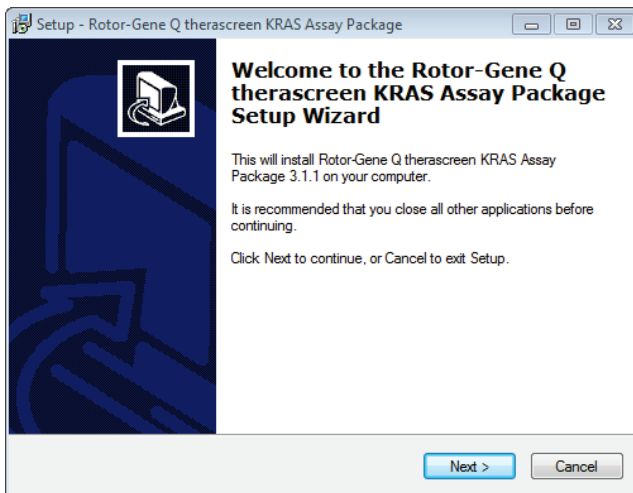 Setup - Rotor-Gene Q therascreen KRAS Assay Package
Welcome to the Rotor-Gene Q
therascreen KRAS Assay Package
Setup Wizard
This will install Rotor-Gene Q therascreen KRAS Assay
Package 3.1.1 on your computer.
It is recommended that you close all other applications before
continuing.
Click Next to continue, or Cancel to exit Setup.
Next >
Cancel